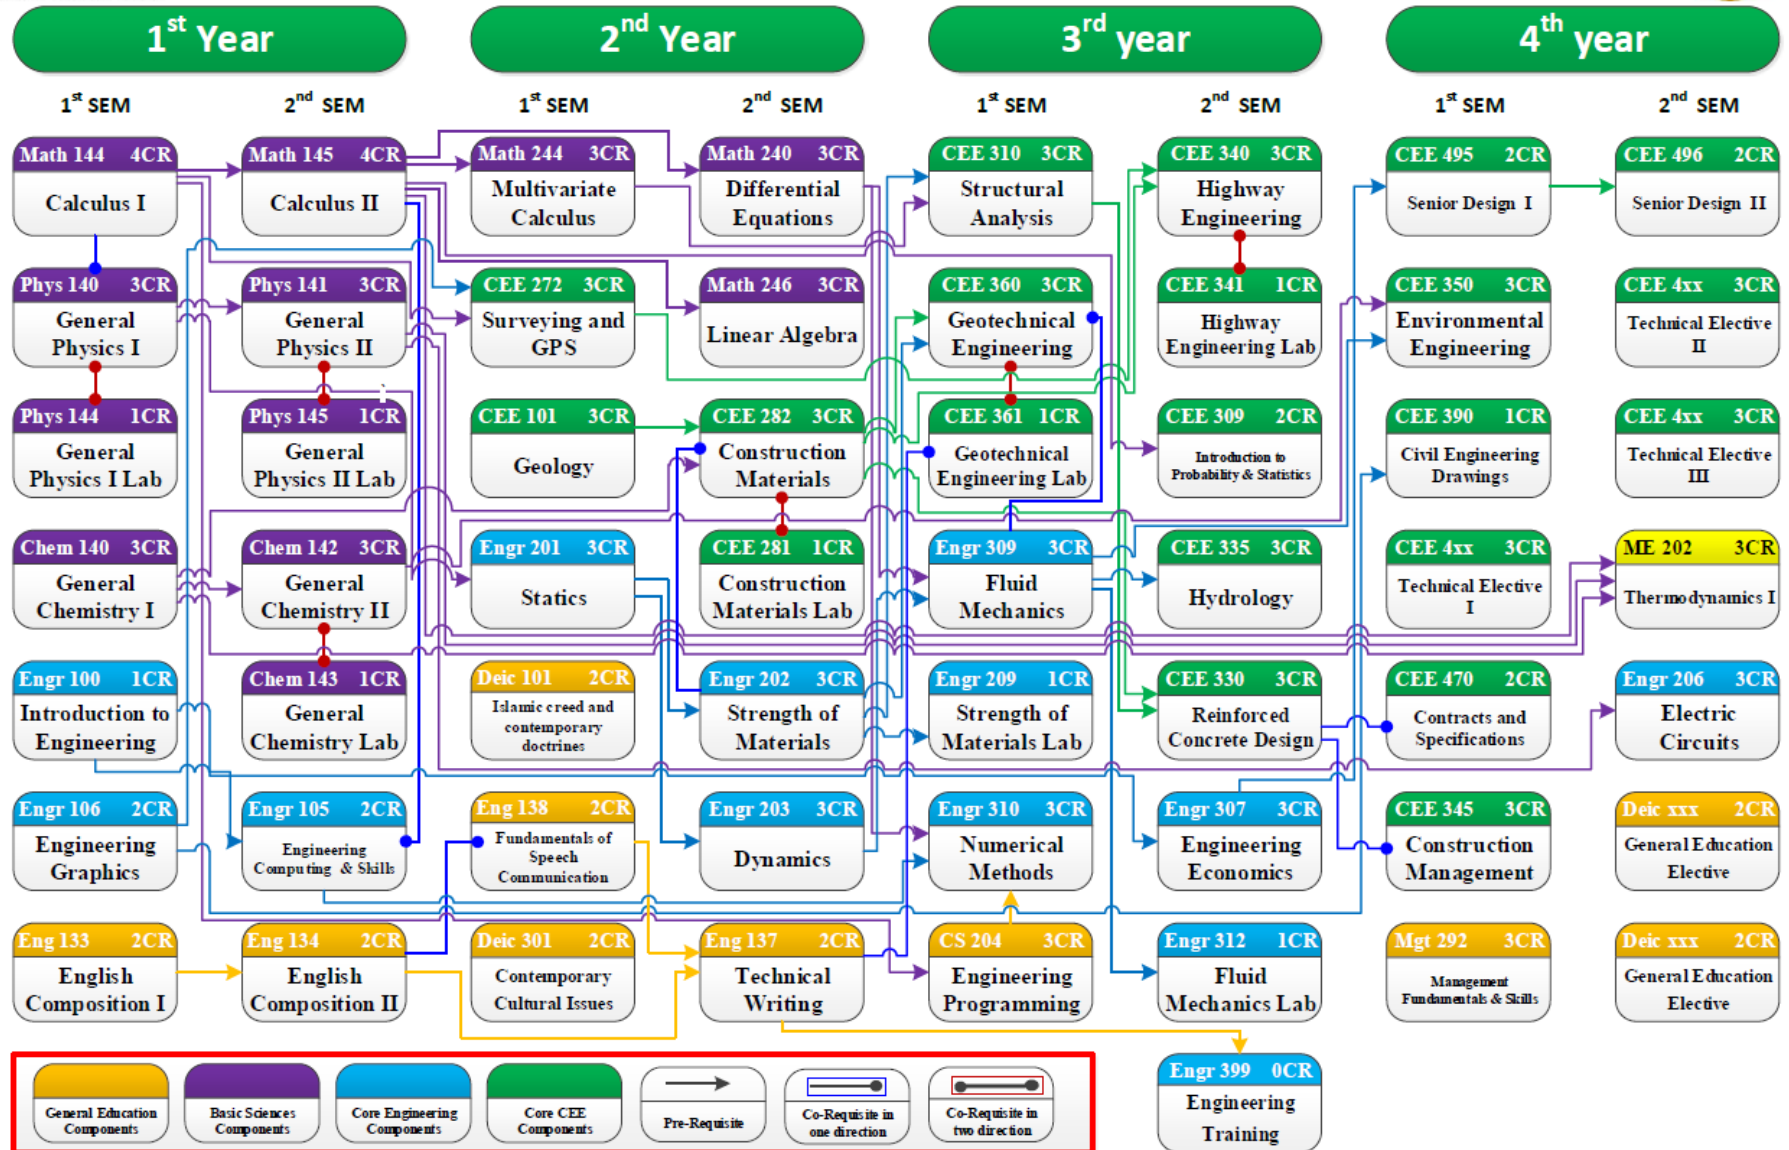 1st Year
2nd Year
3rd year
4th year
1st SEM
2nd SEM
1st SEM
2nd SEM
1st SEM
2nd SEM
1st SEM
2nd SEM
Math 144 4CR
Calculus I
Phys 140 3CR
General
Physics I
Phys 144 1CR
General
Physics I Lab
Chem 140 3CR
General
Chemistry I
Engr 100 1CR
Introduction to
Engineering
Engr 106 2CR
Engineering
Graphics
Eng 133 2CR
English
Composition I
Math 145 4CR
Calculus II
Phys 141 3CR
General
Physics II
Phys 145 1CR
General
Physics II Lab
Chem 142 3CR
General
Chemistry II
Chem 143 1CR
General
Chemistry Lab
Engr 105 2CR
Engineering
Computing & Skills
Eng 134 2CR
English
Composition II
Math 244 3CR
Multivariate
Calculus
CEE 272 3CR
Surveying and
GPS
CEE 101 3CR
Geology
Engr 201 3CR
Statics
Deic 101 2CR
Islamic creed and
contemporary
doctrines
Eng 138 2CR
Fundamentals of
Speech
Communication
Deic 301 2CR
Contemporary
Cultural Issues
Math 240 3CR
Differential
Equations
Math 246 3CR
Linear Algebra
CEE 282 3CR
Construction
Materials
CEE 281 1CR
Construction
Materials Lab
Engr 202 3CR
Strength of
Materials
Engr 203 3CR
Dynamics
Eng 137 2CR
Technical
Writing
CEE 310 3CR
Structural
Analysis
CEE 360 3CR
Geotechnical
Engineering
CEE 361 1CR
Geotechnical
Engineering Lab
Engr 309 3CR
Fluid
Mechanics
Engr 209 1CR
Strength of
Materials Lab
Engr 310 3CR
Numerical
Methods
CS 204 3CR
Engineering
Programming
CEE 340 3CR
Highway
Engineering
CEE 341 1CR
Highway
Engineering Lab
CEE 309 2CR
Introduction to
Probability & Statistics
CEE 335 3CR
Hydrology
CEE 330 3CR
Reinforced
Concrete Design
Engr 307 3CR
Engineering
Economics
Engr 312 1CR
Fluid
Mechanics Lab
Engr 399 0CR
Engineering
Training
CEE 495 2CR
Senior Design I
CEE 350 3CR
Environmental
Engineering
CEE 390 1CR
Civil Engineering
Drawings
CEE 4xx 3CR
Technical Elective
I
CEE 470 2CR
Contracts and
Specifications
CEE 345 3CR
Construction
Management
Mgt 292 3CR
Management
Fundamentals & Skills
CEE 496 2CR
Senior Design II
CEE 4xx 3CR
Technical Elective
II
CEE 4xx 3CR
Technical Elective
III
ME 202 3CR
Thermodynamics I
Engr 206 3CR
Electric
Circuits
Deic xxx 2CR
General Education
Elective
Deic xxx 2CR
General Education
Elective
General Education
Components
Basic Sciences
Components
Core Engineering
Components
Core CEE
Components
Pre-Requisite
Co-Requisite in
one direction
Co-Requisite in
two direction